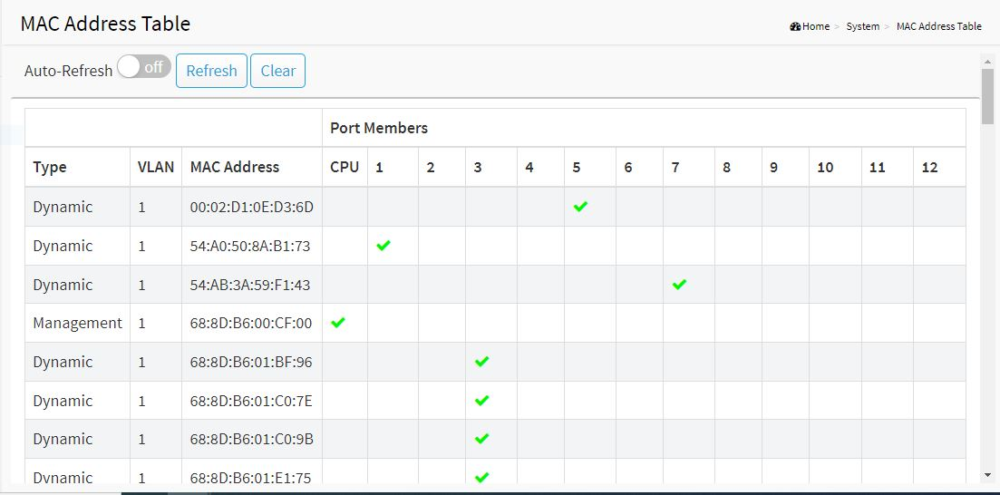 MAC Address Table
Home > System > MAC Address Table
Auto-Refresh off Refresh Clear
Port Members
Type VLAN MAC Address CPU 1 2 3 4 5 6 7 8 9 10 11 12
Dynamic 1 00:02:D1:0E:D3:6D ✔
Dynamic 1 54:A0:50:8A:B1:73 ✔
Dynamic 1 54:AB:3A:59:F1:43 ✔
Management 1 68:8D:B6:00:CF:00 ✔
Dynamic 1 68:8D:B6:01:BF:96 ✔
Dynamic 1 68:8D:B6:01:C0:7E ✔
Dynamic 1 68:8D:B6:01:C0:9B ✔
Dynamic 1 68:8D:B6:01:E1:75 ✔